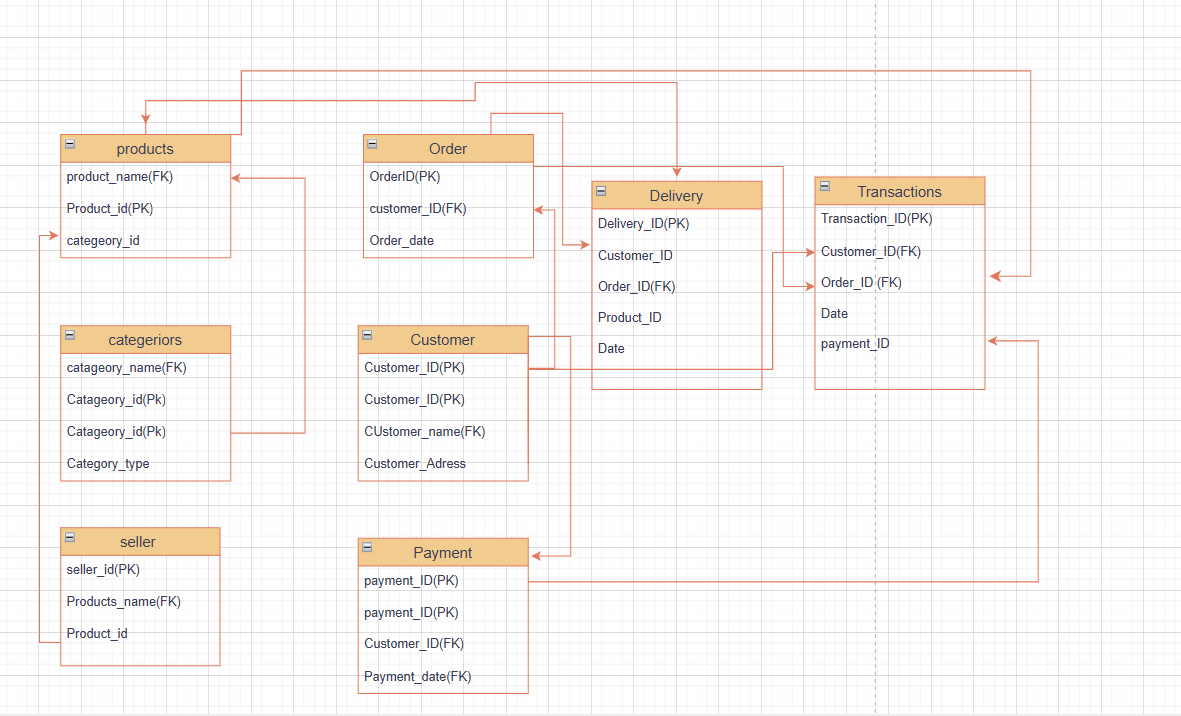 products
product_name(FK)
Product_id(PK)
categeory_id
Order
OrderID(PK)
customer_ID(FK)
Order_date
Delivery
Delivery_ID(PK)
Customer_ID
Order_ID(FK)
Product_ID
Date
Transactions
Transaction_ID(PK)
Customer_ID(FK)
Order_ID (FK)
Date
payment_ID
categeriors
catageory_name(FK)
Catageory_id(Pk)
Catageory_id(Pk)
Category_type
Customer
Customer_ID(PK)
Customer_ID(PK)
CUstomer_name(FK)
Customer_Adress
seller
seller_id(PK)
Products_name(FK)
Product_id
Payment
payment_ID(PK)
payment_ID(PK)
Customer_ID(FK)
Payment_date(FK)